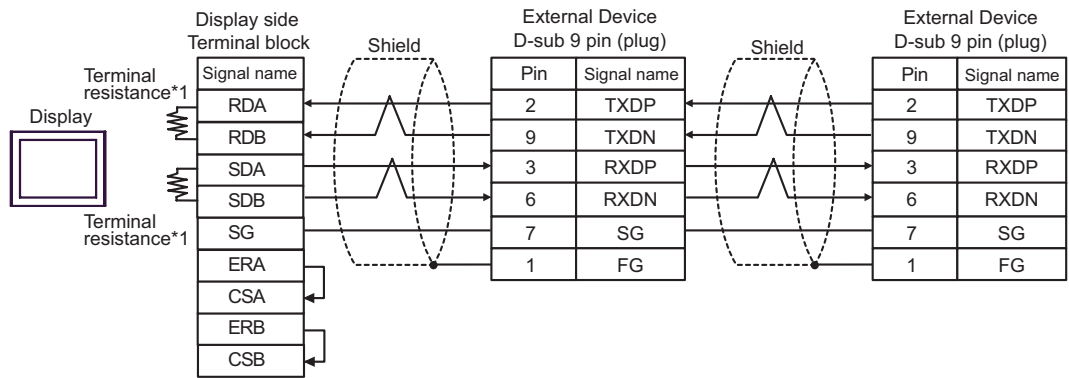 Display side
Terminal block
External Device
D-sub 9 pin (plug)
External Device
D-sub 9 pin (plug)
Shield
Shield
Terminal
resistance*1
Display
Terminal
resistance*1
Signal name
RDA
RDB
SDA
SDB
SG
ERA
CSA
ERB
CSB
Pin Signal name
2 TXDP
9 TXDN
3 RXDP
6 RXDN
7 SG
1 FG
Pin Signal name
2 TXDP
9 TXDN
3 RXDP
6 RXDN
7 SG
1 FG